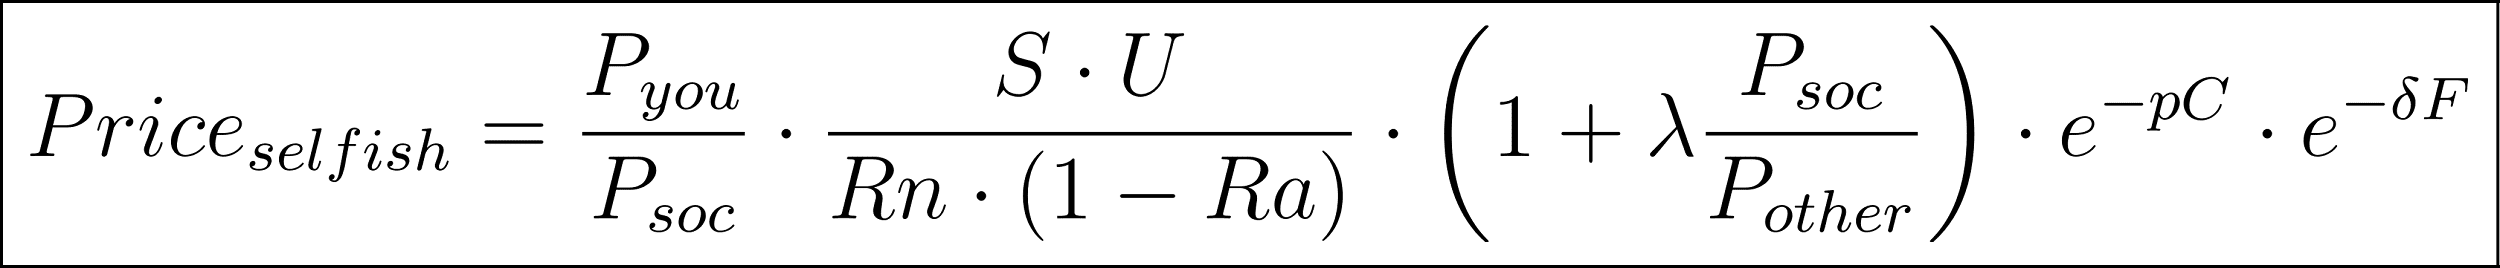 Price_{selfish} = \frac{P_{you}}{P_{soc}} \cdot \frac{S \cdot U}{Rn \cdot (1 - Ra)} \cdot \left(1 + \lambda \frac{P_{soc}}{P_{other}}\right) \cdot e^{-\rho C} \cdot e^{-\delta F}